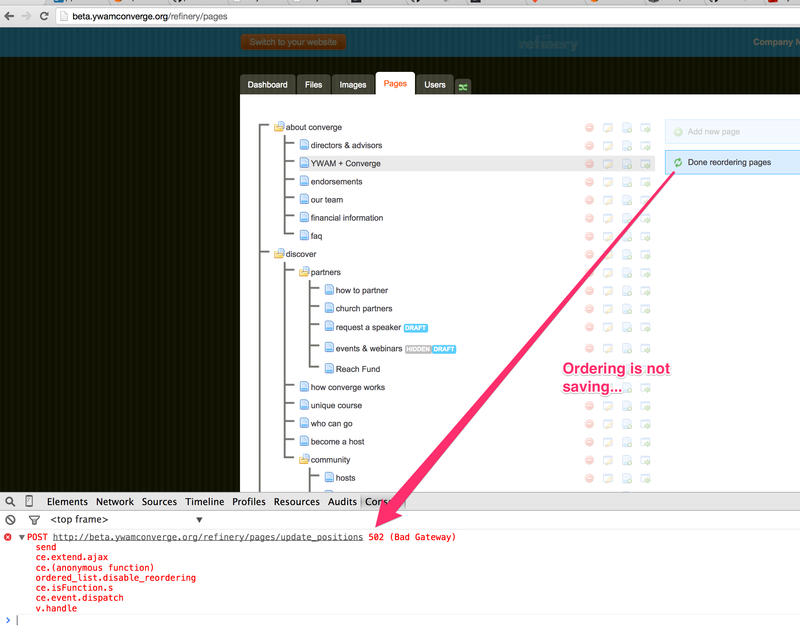 beta.ywamconverge.org/refinery/pages
Switch to your website
refinery
Company
Dashboard
Files
Images
Pages
Users
about converge
Add new page
directors & advisors
YWAM + Converge
Done reordering pages
endorsements
our team
financial information
faq
discover
partners
how to partner
church partners
request a speaker DRAFT
events & webinars HIDDEN DRAFT
Reach Fund
Ordering is not
saving...
how converge works
unique course
who can go
become a host
community
hosts
Elements Network Sources Timeline Profiles Resources Audits
<top frame>
POST http://beta.ywamconverge.org/refinery/pages/update_positions 502 (Bad Gateway)
send
ce.extend.ajax
ce.(anonymous function)
ordered_list.disable_reordering
ce.isFunction.s
ce.event.dispatch
v.handle